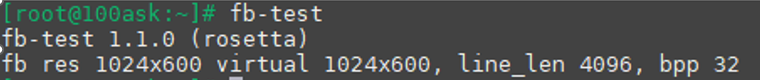 [root@100ask:~]# fb-test
fb-test 1.1.0 (rosetta)
fb res 1024x600 virtual 1024x600, line_len 4096, bpp 32